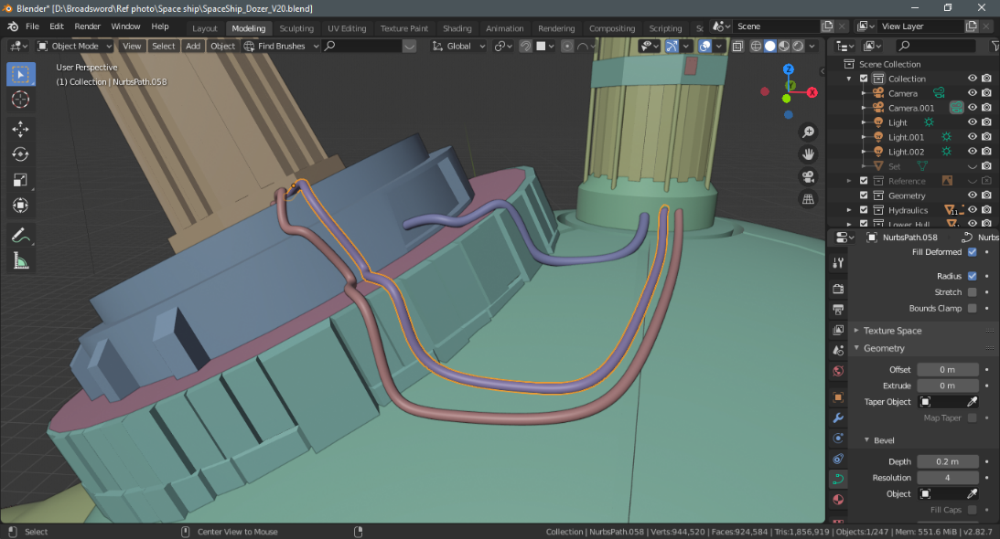 Blender* [D:\Broadsword\Ref photo\Space ship\SpaceShip_Dozer_V20.blend]
File Edit Render Window Help Layout Modeling Sculpting UV Editing Texture Paint Shading Animation Rendering Compositing Scripting Scene View Layer
Object Mode View Select Add Object Find Brushes Global
User Perspective
(1) Collection | NurbsPath.058
Z
Y
X
Scene Collection
Collection
Camera
Camera.001
Light
Light.001
Light.002
Set
Reference
Geometry
Hydraulics
Lower_Hull
NurbsPath.058 Nurbs
Fill Deformed
Radius
Stretch
Bounds Clamp
Texture Space
Geometry
Offset 0 m
Extrude 0 m
Taper Object
Map Taper
Bevel
Depth 0.2 m
Resolution 4
Object
Fill Caps
Select Center View to Mouse Collection | NurbsPath.058 | Verts:944,520 | Faces:924,584 | Tris:1,856,919 | Objects:1/247 | Mem: 551.6 MiB | v2.82.7